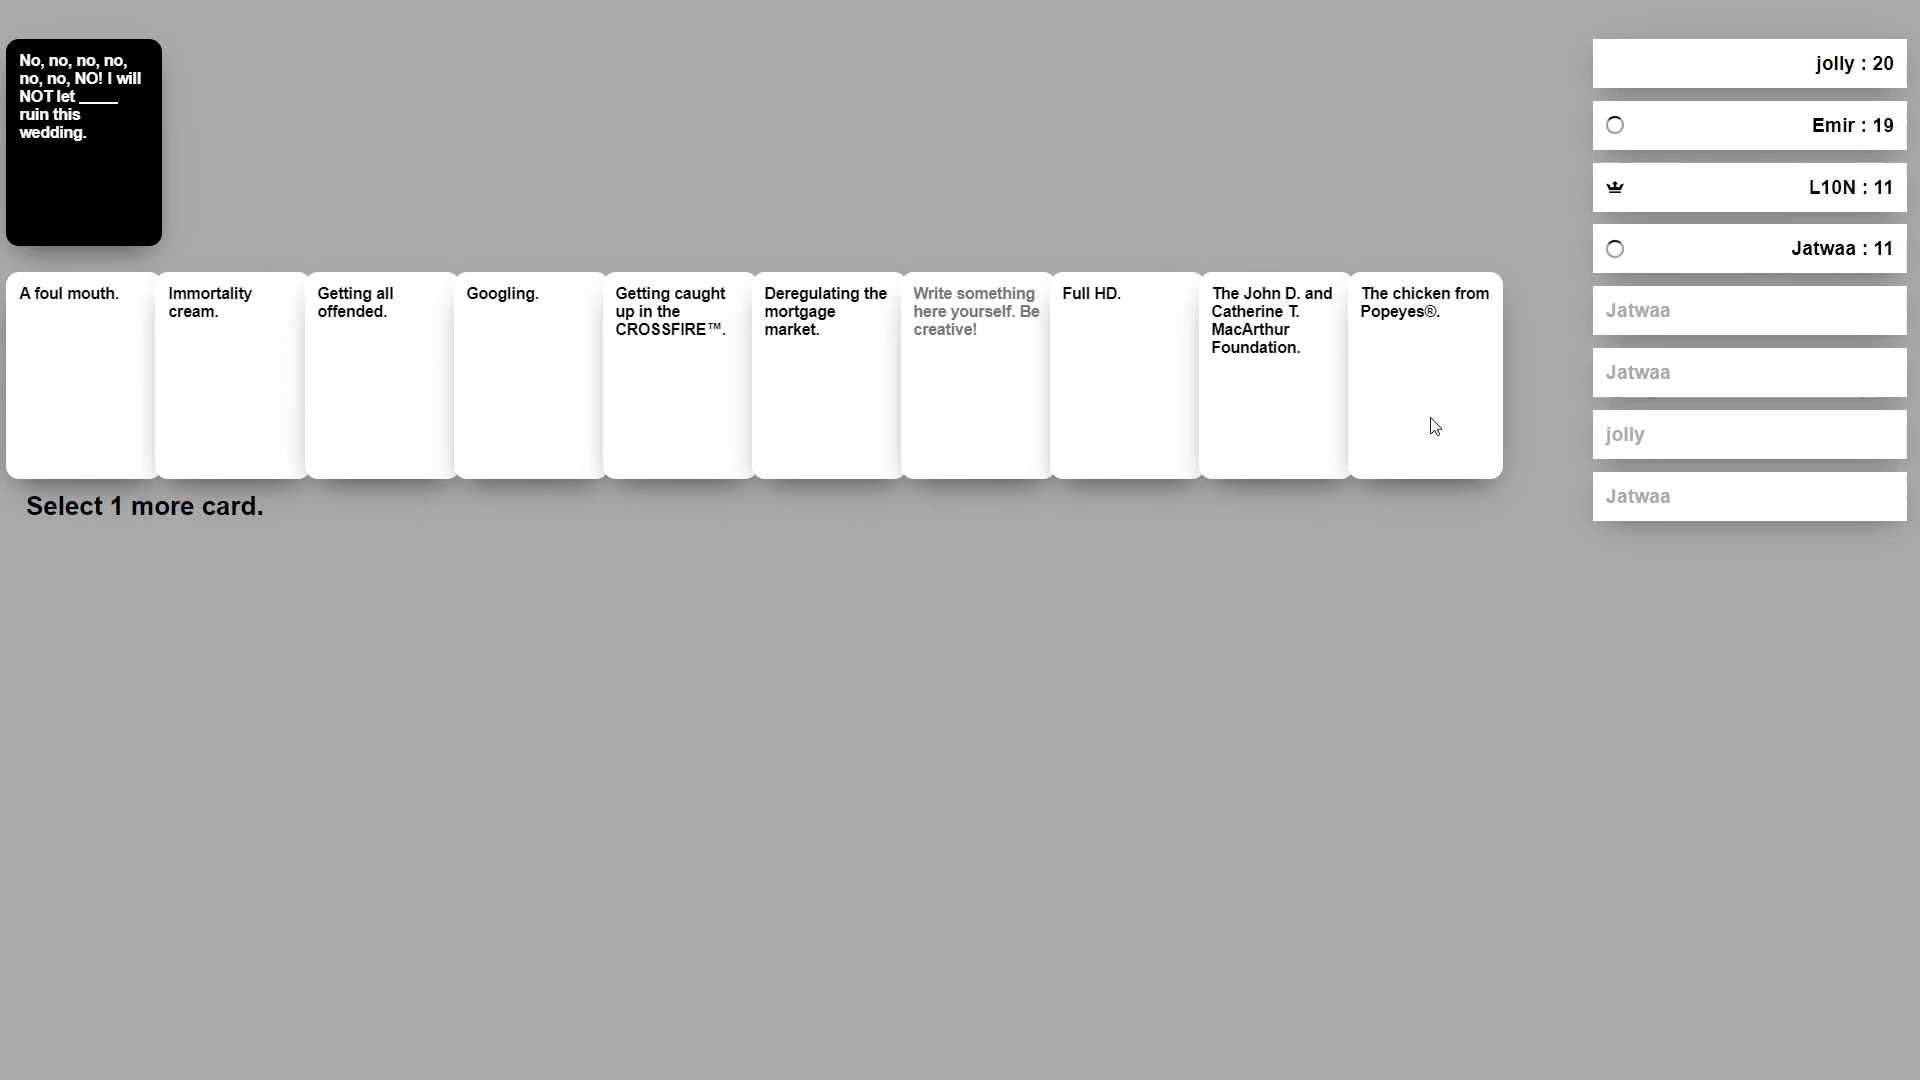 No, no, no, no,
no, no, NO! I will
NOT let _____
ruin this
wedding.
A foul mouth.
Immortality
cream.
Getting all
offended.
Googling.
Getting caught
up in the
CROSSFIRE™.
Deregulating the
mortgage
market.
Write something
here yourself. Be
creative!
Full HD.
The John D. and
Catherine T.
MacArthur
Foundation.
The chicken from
Popeyes®.
Select 1 more card.
jolly : 20
Emir : 19
L10N : 11
Jatwaa : 11
Jatwaa
Jatwaa
jolly
Jatwaa